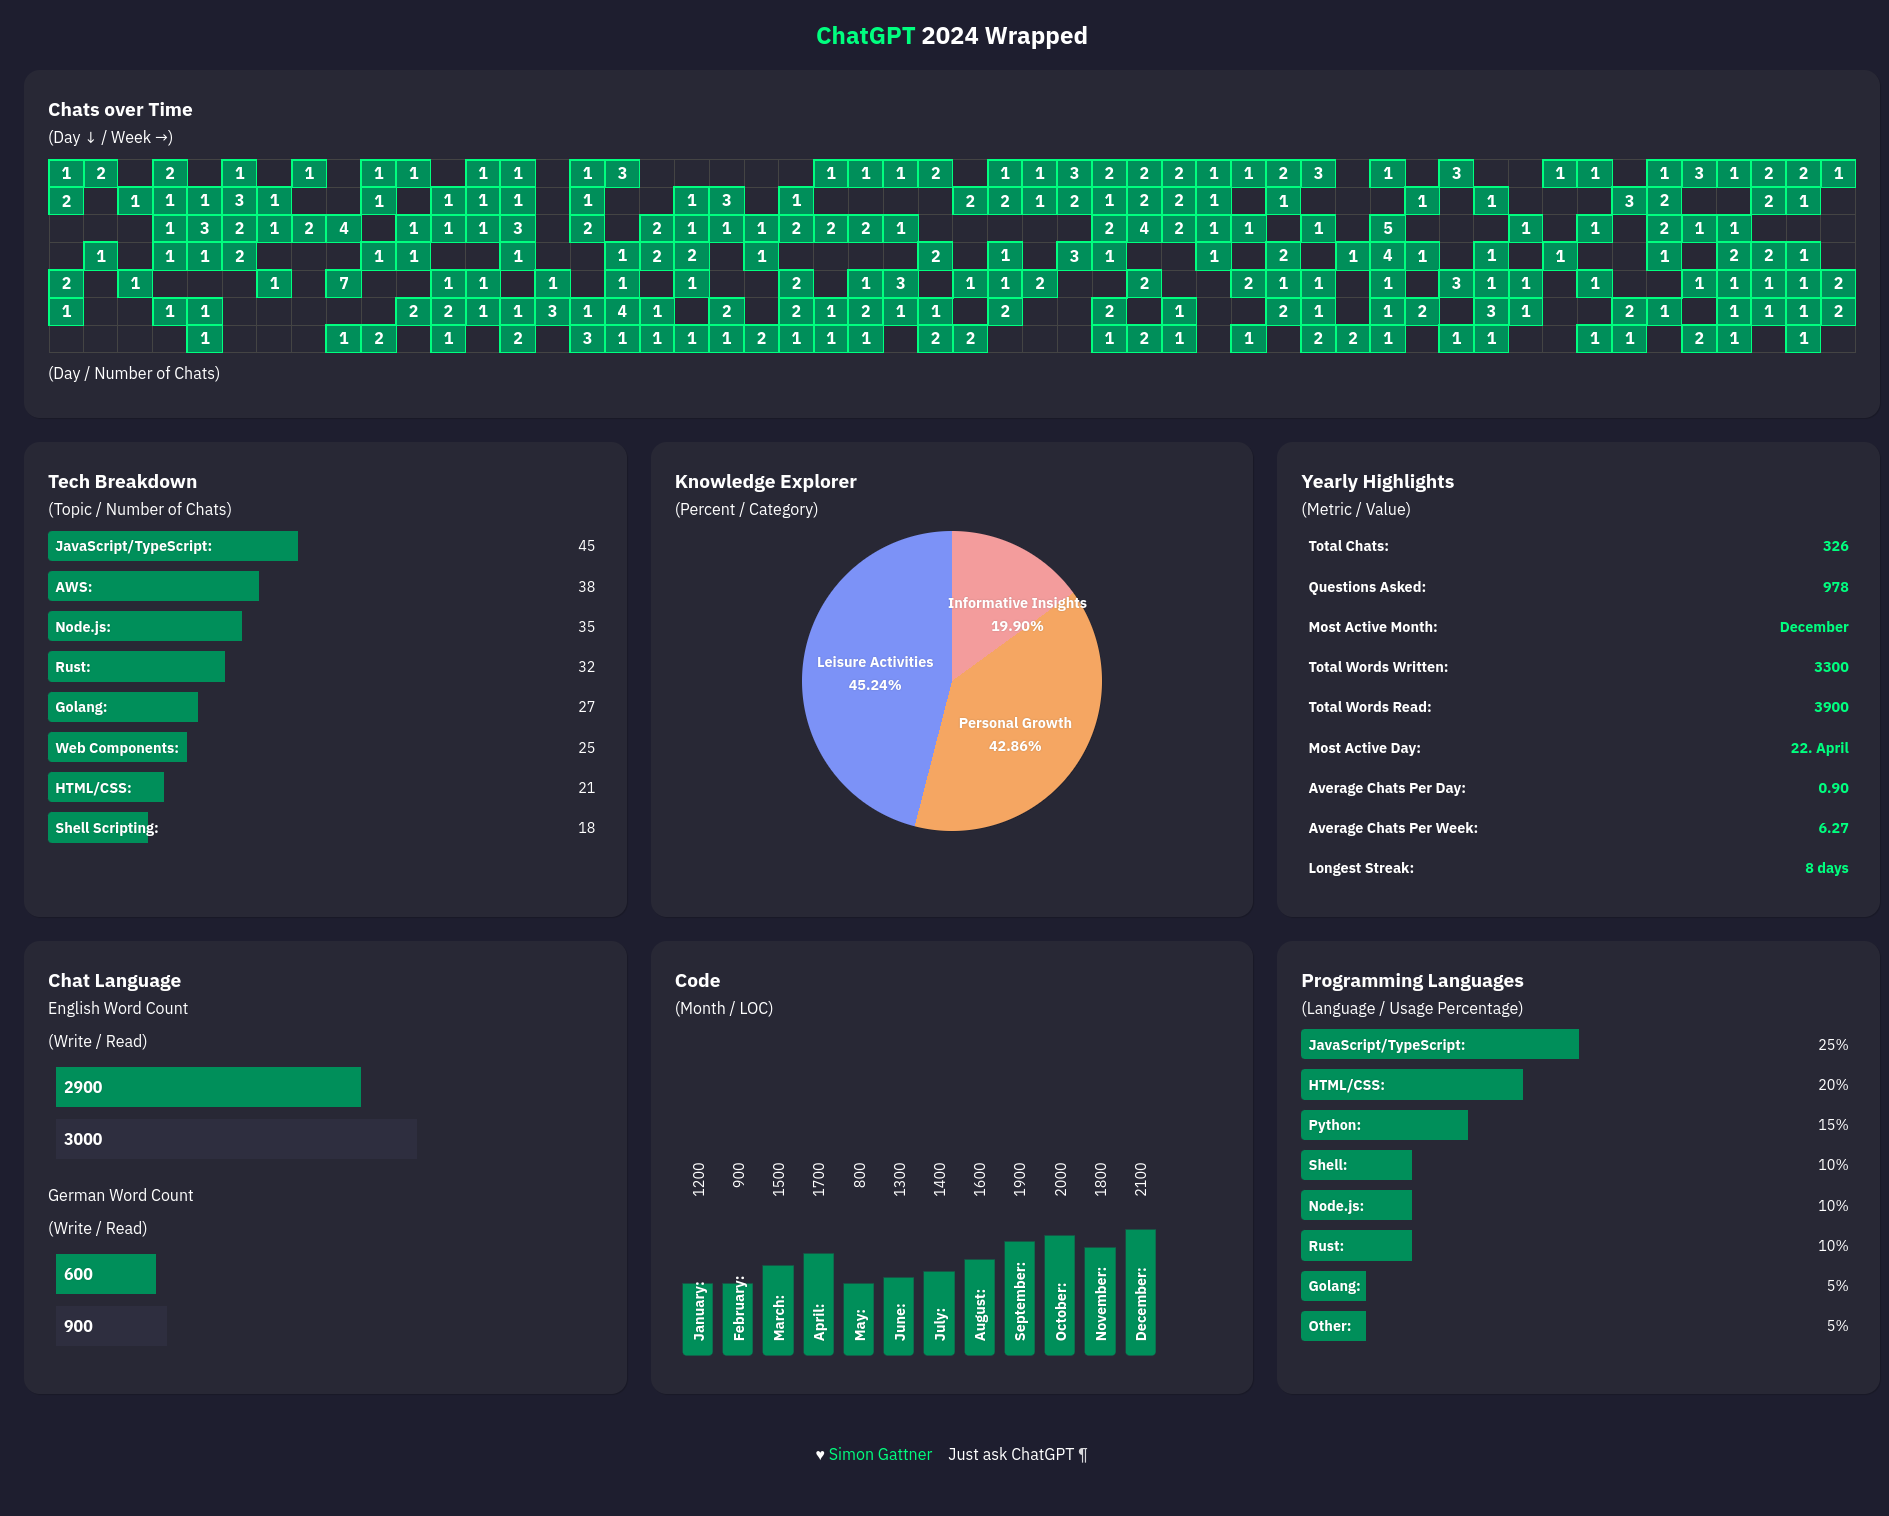 ChatGPT 2024 Wrapped
Chats over Time
(Day ↓ / Week →)
1 2 2 1 1 1 1 1 1 1 3 1 1 1 2 1 1 3 2 2 2 1 1 2 3 1 3 1 1 1 3 1 2 2 1
2 1 1 1 3 1 1 1 1 1 1 1 3 1 2 2 1 2 1 2 2 1 1 1 1 3 2 2 1
1 3 2 1 2 4 1 1 1 3 2 2 1 1 1 2 2 2 1 2 4 2 1 1 1 5 1 1 2 1 1
1 1 1 2 1 1 1 1 2 2 1 2 1 3 1 1 2 1 4 1 1 1 1 2 2 1
2 1 1 7 1 1 1 1 1 2 1 3 1 1 2 2 2 1 1 1 3 1 1 1 1 1 1 1 2
1 1 1 2 2 1 1 3 1 4 1 2 2 1 2 1 1 2 2 1 2 1 1 2 3 1 2 1 1 1 1 2
1 1 2 1 2 3 1 1 1 1 2 1 1 1 2 2 1 2 1 1 2 2 1 1 1 1 1 2 1 1
(Day / Number of Chats)
Tech Breakdown
(Topic / Number of Chats)
JavaScript/TypeScript: 45
AWS: 38
Node.js: 35
Rust: 32
Golang: 27
Web Components: 25
HTML/CSS: 21
Shell Scripting: 18
Knowledge Explorer
(Percent / Category)
Informative Insights
19.90%
Leisure Activities
45.24%
Personal Growth
42.86%
Yearly Highlights
(Metric / Value)
Total Chats: 326
Questions Asked: 978
Most Active Month: December
Total Words Written: 3300
Total Words Read: 3900
Most Active Day: 22. April
Average Chats Per Day: 0.90
Average Chats Per Week: 6.27
Longest Streak: 8 days
Chat Language
English Word Count
(Write / Read)
2900
3000
German Word Count
(Write / Read)
600
900
Code
(Month / LOC)
1200 900 1500 1700 800 1300 1400 1600 1900 2000 1800 2100
January: February: March: April: May: June: July: August: September: October: November: December:
Programming Languages
(Language / Usage Percentage)
JavaScript/TypeScript: 25%
HTML/CSS: 20%
Python: 15%
Shell: 10%
Node.js: 10%
Rust: 10%
Golang: 5%
Other: 5%
♥ Simon Gattner Just ask ChatGPT ¶